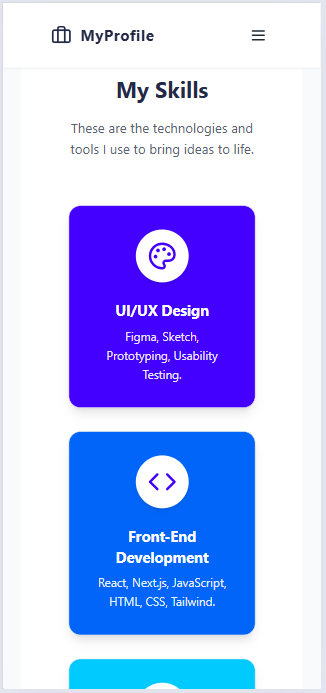 MyProfile
My Skills
These are the technologies and
tools I use to bring ideas to life.
UI/UX Design
Figma, Sketch,
Prototyping, Usability
Testing.
Front-End
Development
React, Next.js, JavaScript,
HTML, CSS, Tailwind.